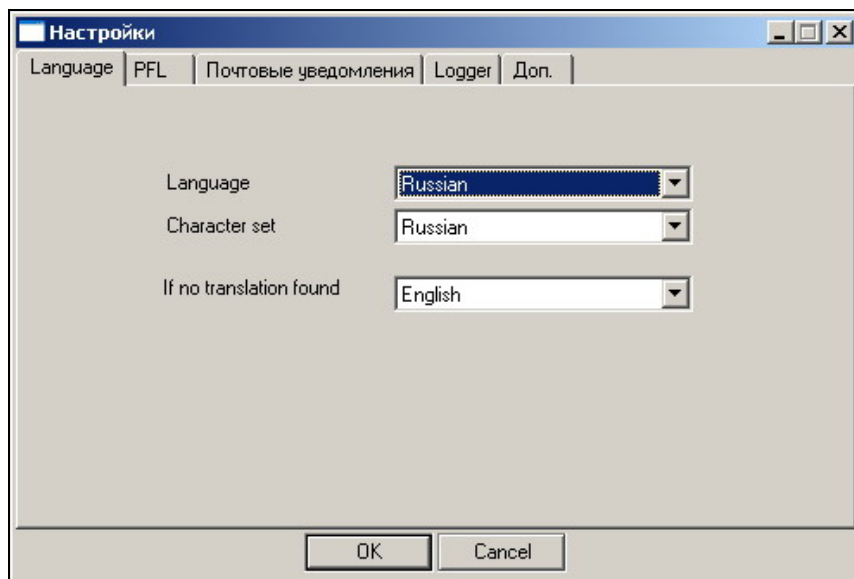 Настройки
Language PFL Почтовые уведомления Logger Доп.
Language Russian
Character set Russian
If no translation found English
OK Cancel